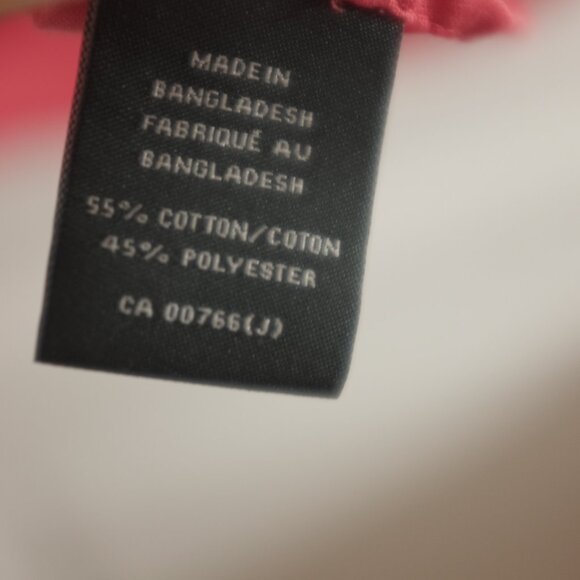 MADE IN
BANGLADESH
FABRIQUÉ AU
BANGLADESH
55% COTTON/COTON
45% POLYESTER
CA 00766(J)